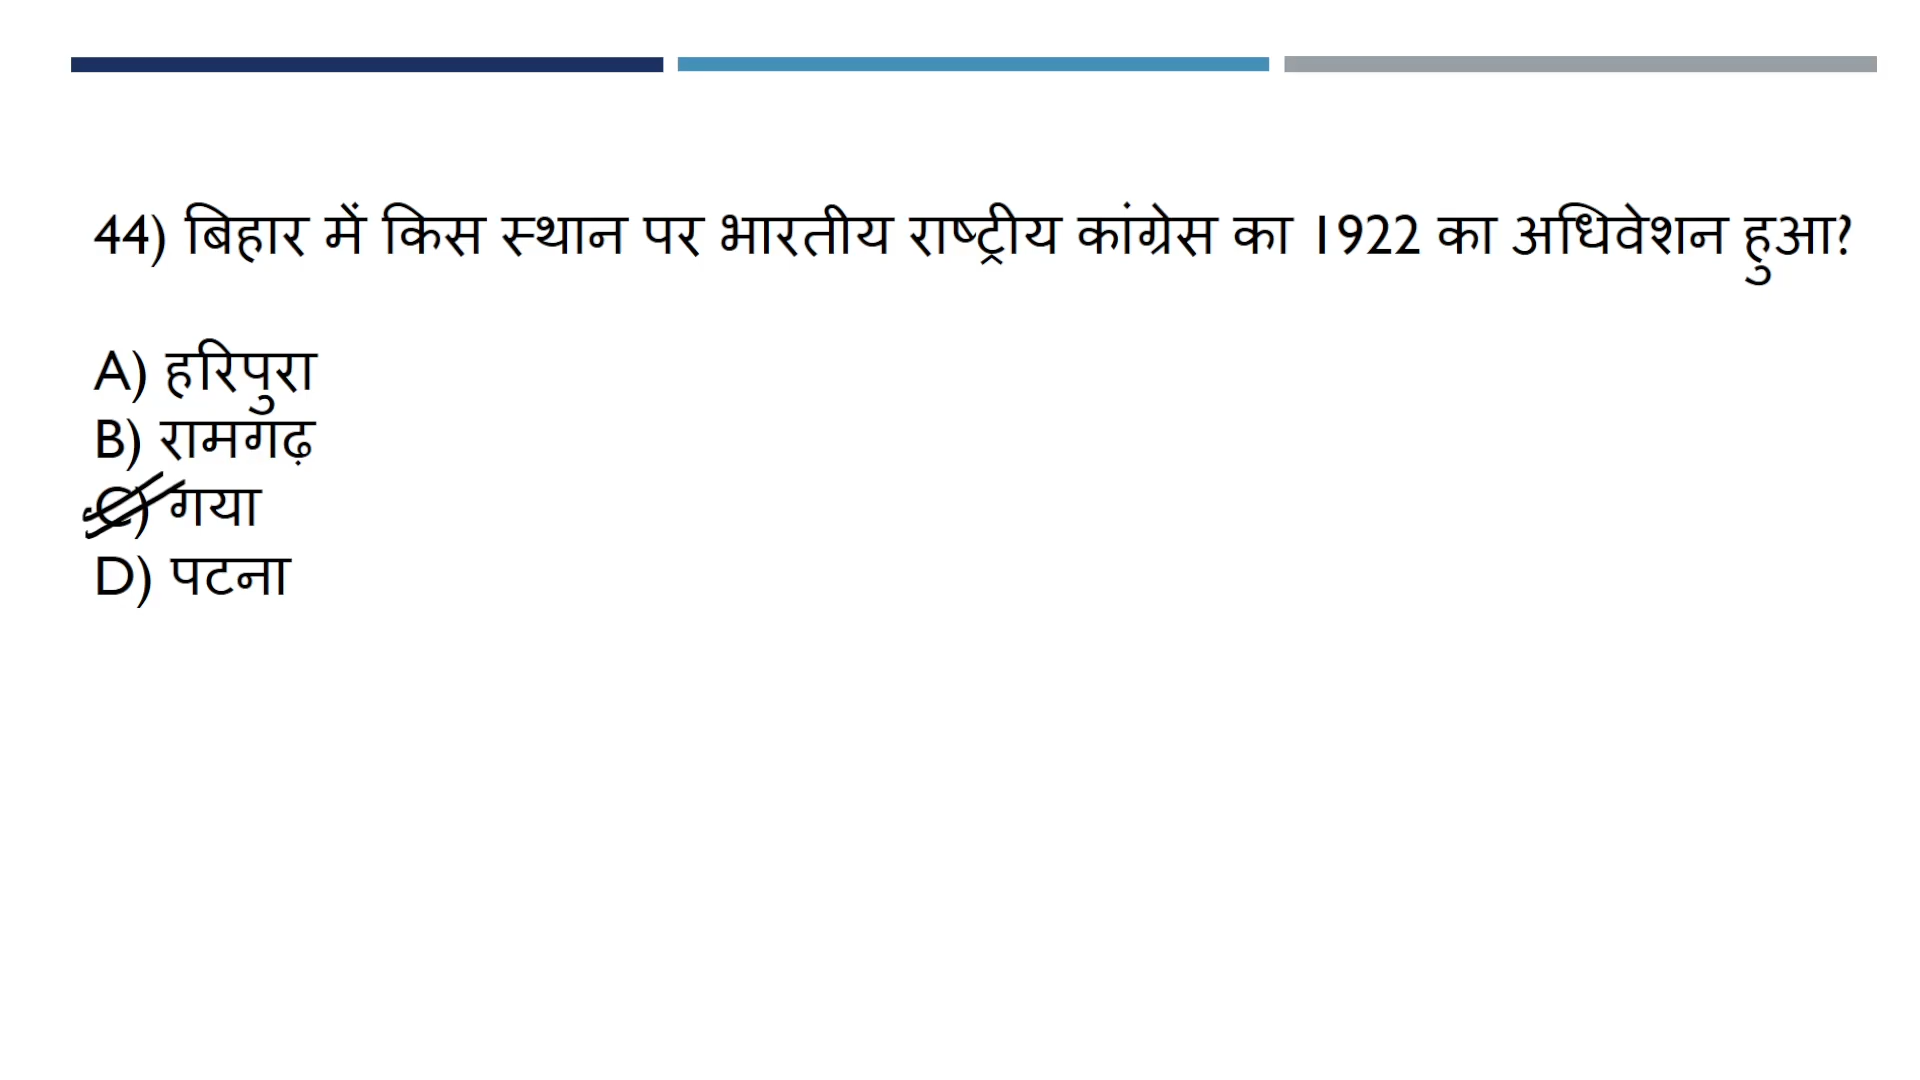 44) बिहार में किस स्थान पर भारतीय राष्ट्रीय कांग्रेस का 1922 का अधिवेशन हुआ?
A) हरिपुरा
B) रामगढ़
C) गया
D) पटना